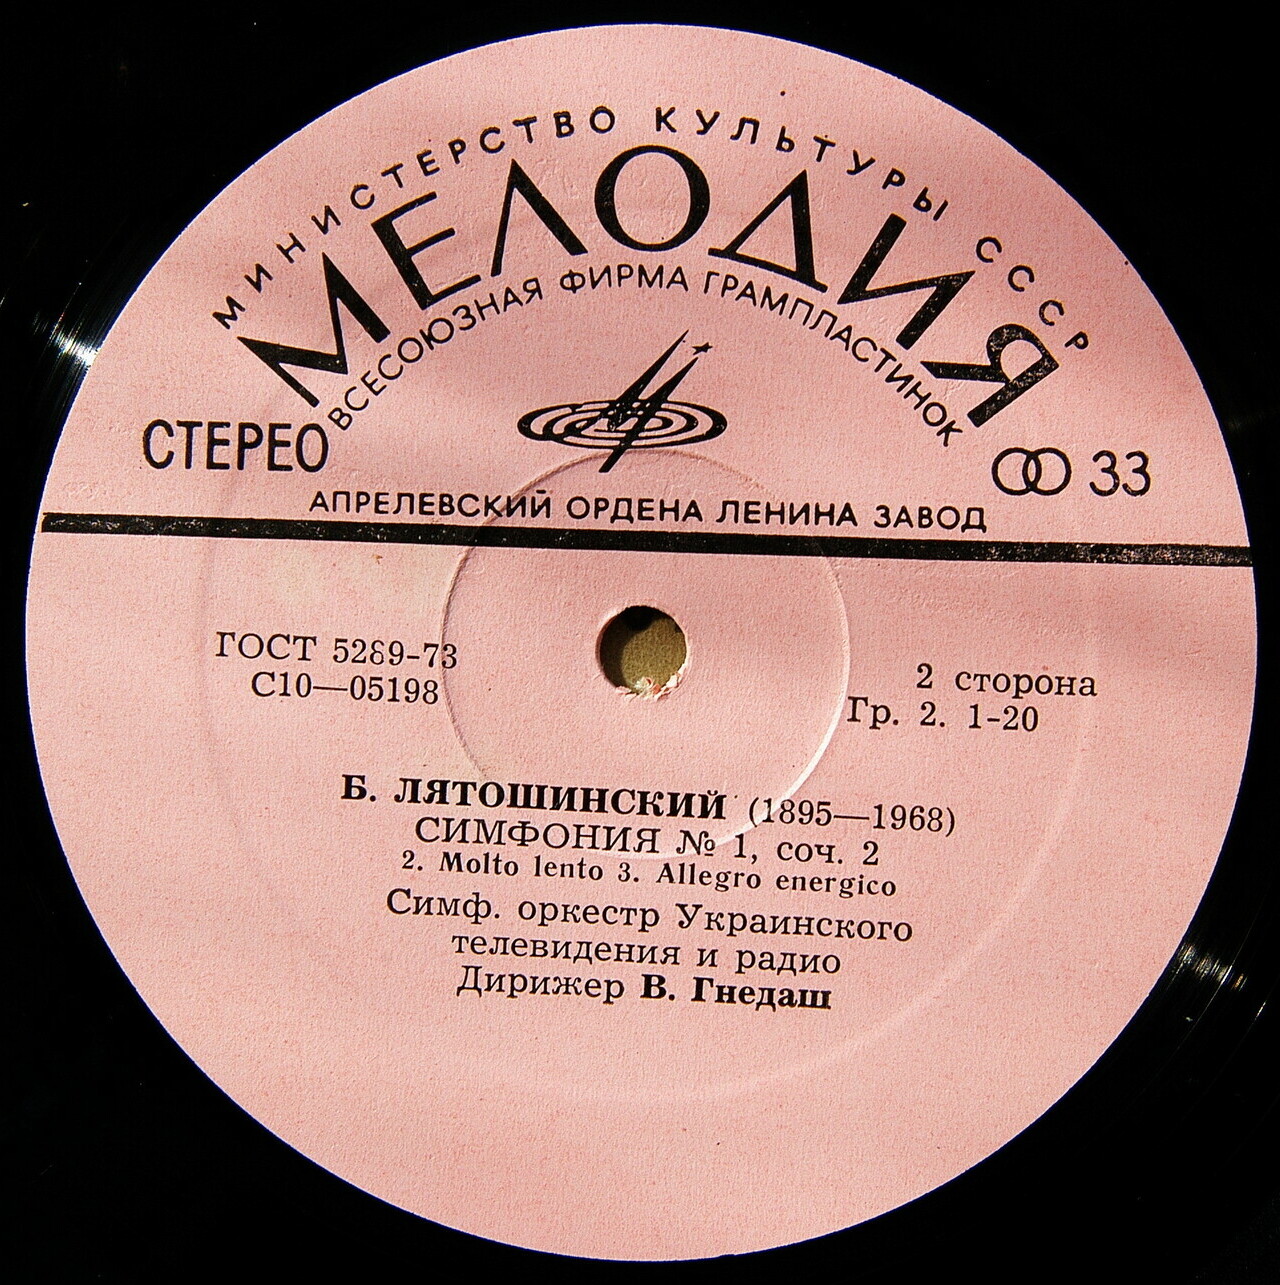 МИНИСТЕРСТВО КУЛЬТУРЫ СССР
МЕЛОДИЯ
ВСЕСОЮЗНАЯ ФИРМА ГРАМПЛАСТИНОК
СТЕРЕО
33
АПРЕЛЕВСКИЙ ОРДЕНА ЛЕНИНА ЗАВОД
ГОСТ 5289-73
С10—05198
2 сторона
Гр. 2. 1-20
Б. ЛЯТОШИНСКИЙ (1895—1968)
СИМФОНИЯ № 1, соч. 2
2. Molto lento 3. Allegro energico
Симф. оркестр Украинского
телевидения и радио
Дирижер В. Гнедаш